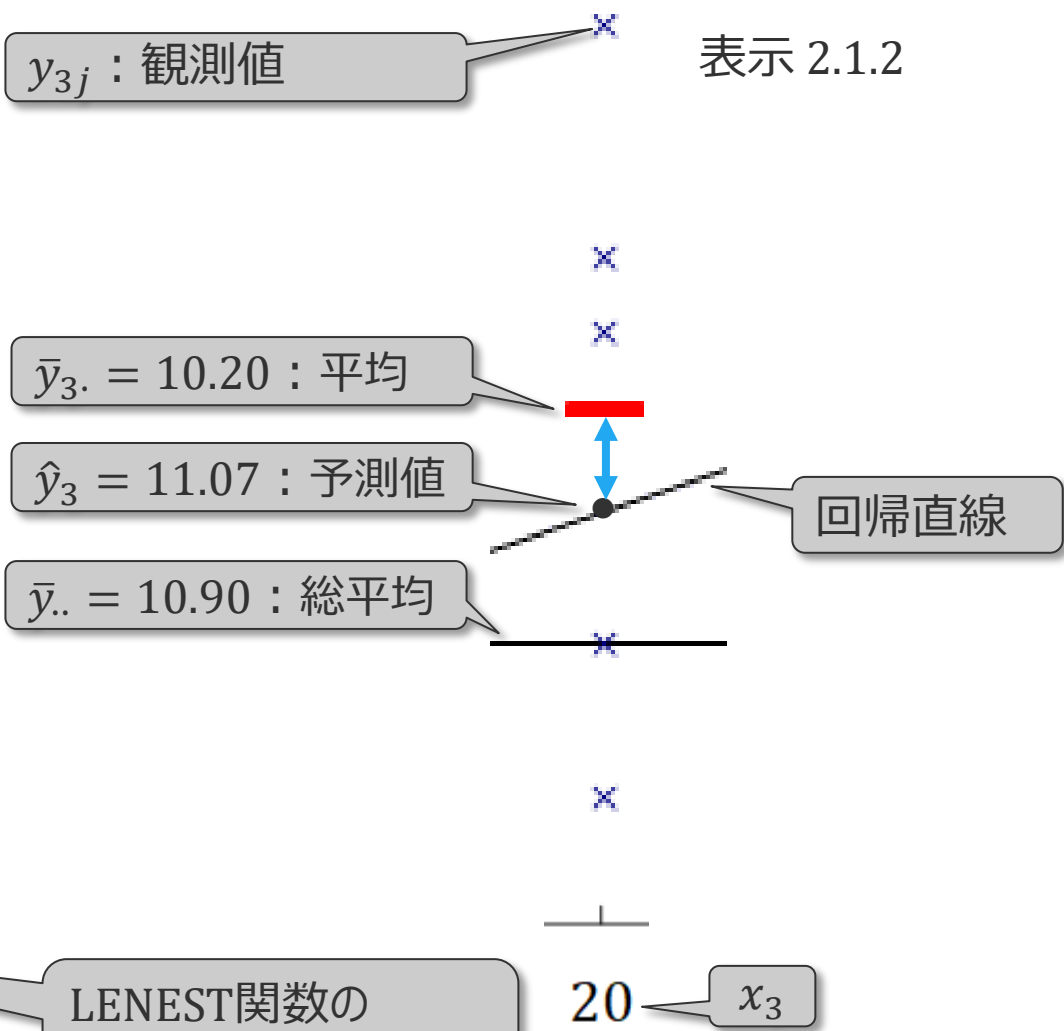 y₃ⱼ：観測値
表示 2.1.2
ȳ₃. = 10.20：平均
ŷ₃ = 11.07：予測値
回帰直線
ȳ.. = 10.90：総平均
LENEST関数の
20
x₃